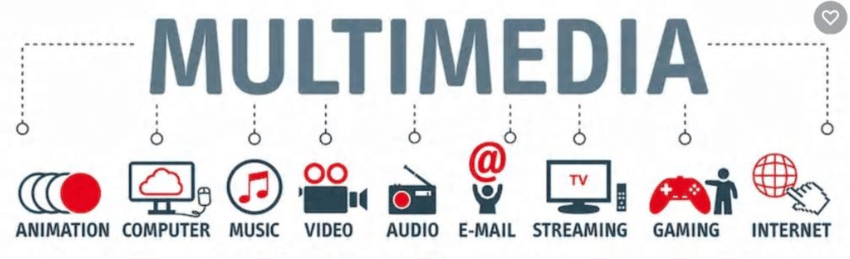 MULTIMEDIA
@
TV
ANIMATION COMPUTER MUSIC VIDEO AUDIO E-MAIL STREAMING GAMING INTERNET